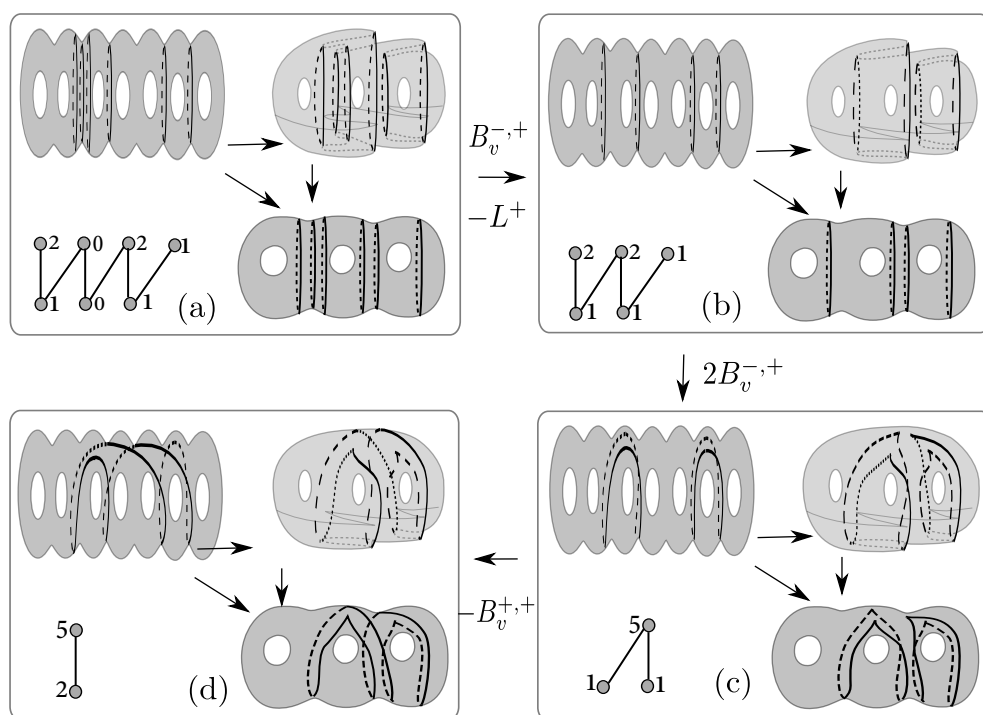 2 0 2 1
1 0 1
(a)
$B_v^{-,+}$
$-L^+$
2 2 1
1 1
(b)
$2B_v^{-,+}$
5
2
(d)
$-B_v^{+,+}$
5
1 1
(c)